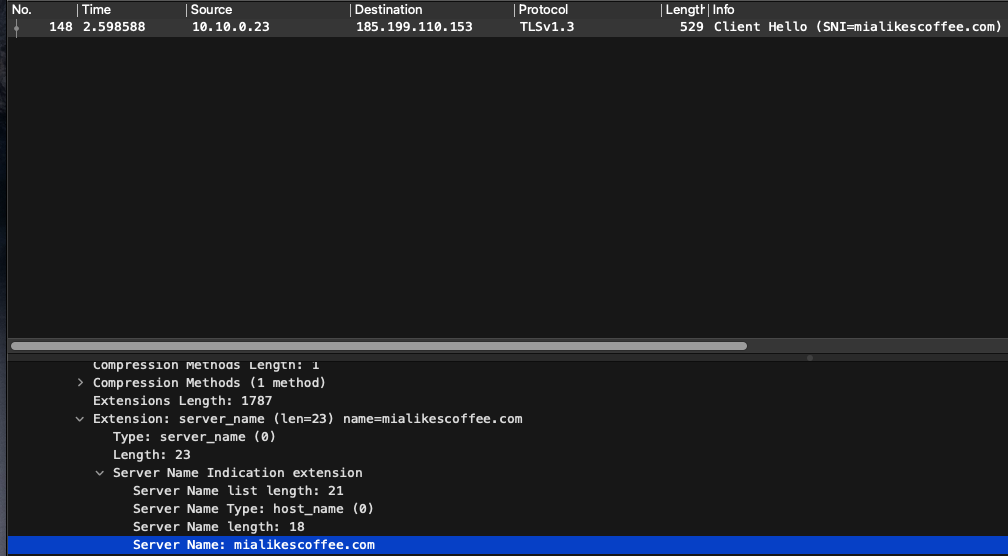 No. Time Source Destination Protocol Length Info
148 2.598588 10.10.0.23 185.199.110.153 TLSv1.3 529 Client Hello (SNI=mialikescoffee.com)
Compression Methods Length: 1
Compression Methods (1 method)
Extensions Length: 1787
Extension: server_name (len=23) name=mialikescoffee.com
Type: server_name (0)
Length: 23
Server Name Indication extension
Server Name list length: 21
Server Name Type: host_name (0)
Server Name length: 18
Server Name: mialikescoffee.com